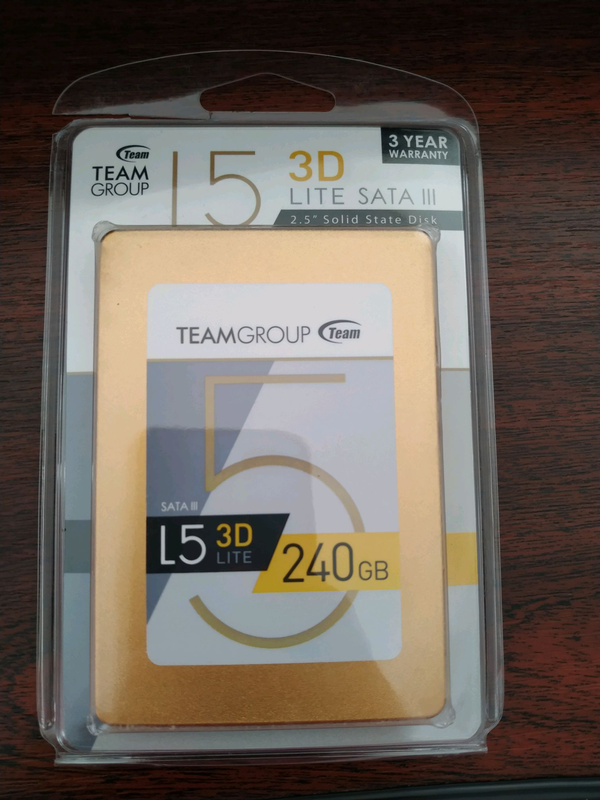 Team
TEAM
GROUP
L5
3D
LITE SATA III
2.5" Solid State Disk
3 YEAR
WARRANTY
TEAMGROUP Team
5
SATA III
L5 3D
LITE
240GB